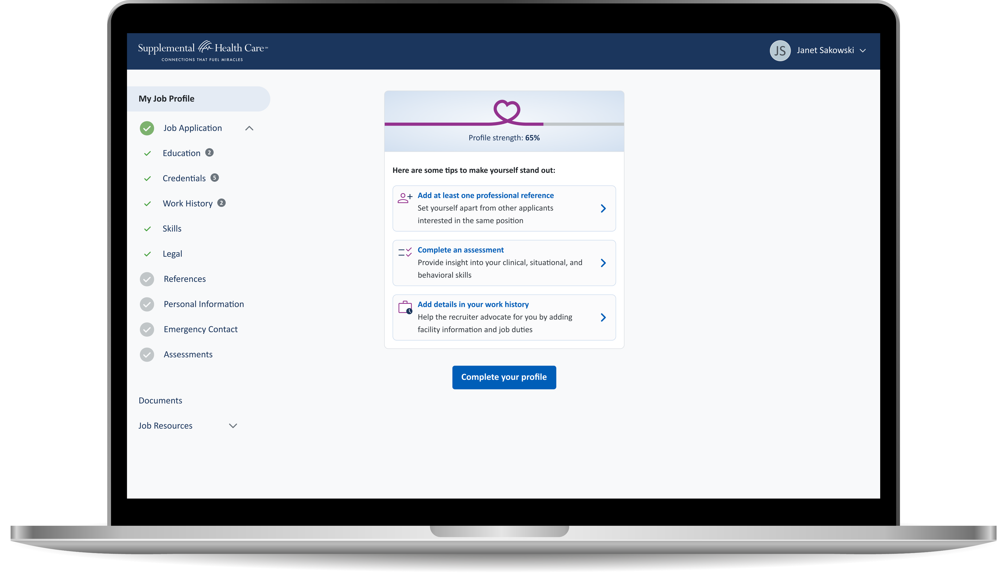 Supplemental Health Care℠
CONNECTIONS THAT FUEL MIRACLES
JS Janet Sakowski
My Job Profile
Job Application
Education 2
Credentials 5
Work History 2
Skills
Legal
References
Personal Information
Emergency Contact
Assessments
Documents
Job Resources
Profile strength: 65%
Here are some tips to make yourself stand out:
Add at least one professional reference
Set yourself apart from other applicants
interested in the same position
Complete an assessment
Provide insight into your clinical, situational, and
behavioral skills
Add details in your work history
Help the recruiter advocate for you by adding
facility information and job duties
Complete your profile